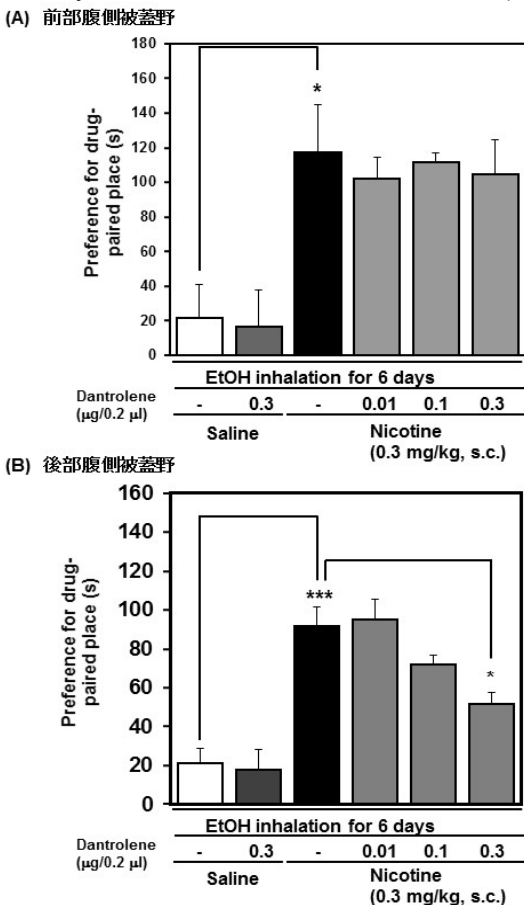 (A) 前部腹側被蓋野
180
160
140
120
100
80
60
40
20
0
Preference for drug-
paired place (s)
*
EtOH inhalation for 6 days
Dantrolene
(μg/0.2 μl)
- 0.3 - 0.01 0.1 0.3
Saline
Nicotine
(0.3 mg/kg, s.c.)
(B) 後部腹側被蓋野
160
140
120
100
80
60
40
20
0
Preference for drug-
paired place (s)
***
*
EtOH inhalation for 6 days
Dantrolene
(μg/0.2 μl)
- 0.3 - 0.01 0.1 0.3
Saline
Nicotine
(0.3 mg/kg, s.c.)